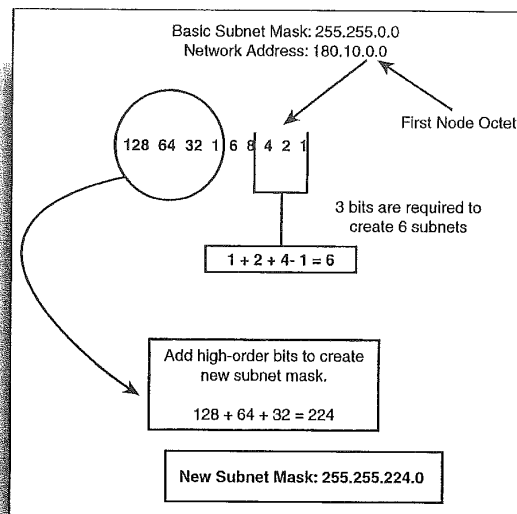 Basic Subnet Mask: 255.255.0.0
Network Address: 180.10.0.0
First Node Octet
128 64 32 1 6 8 4 2 1
3 bits are required to
create 6 subnets
1 + 2 + 4- 1 = 6
Add high-order bits to create
new subnet mask.
128 + 64 + 32 = 224
New Subnet Mask: 255.255.224.0